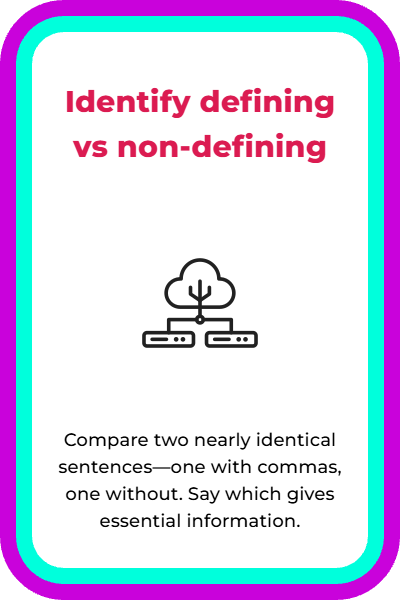 Identify defining
vs non-defining
Compare two nearly identical
sentences—one with commas,
one without. Say which gives
essential information.